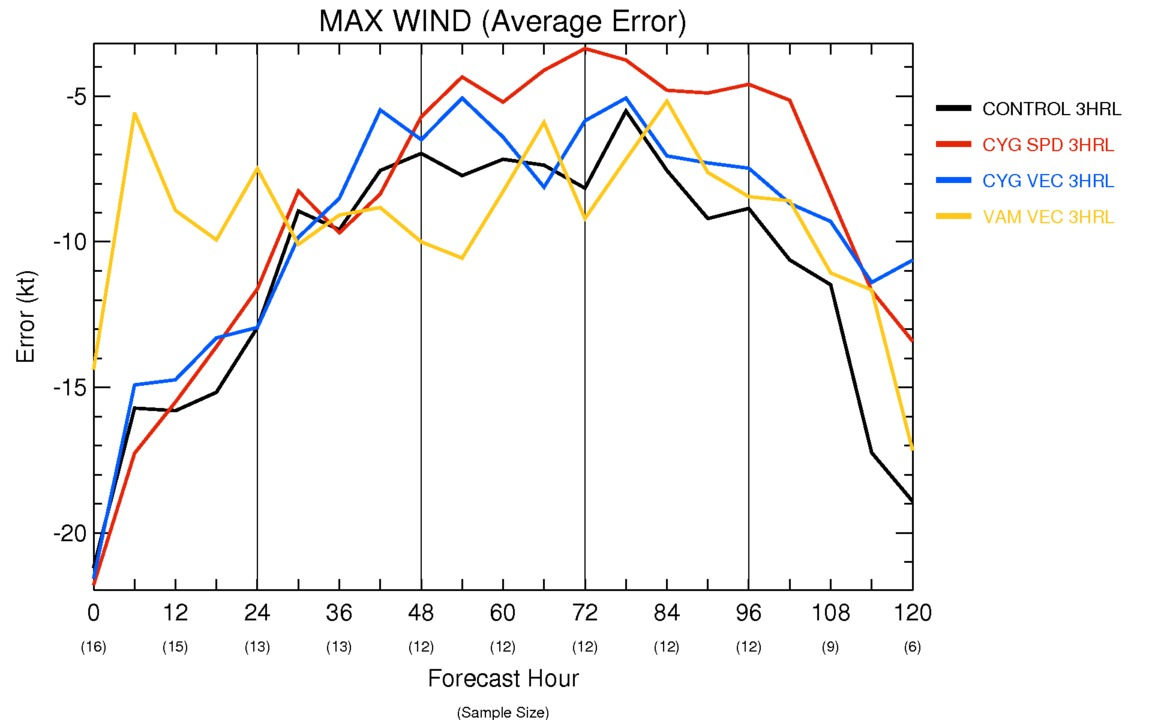 MAX WIND (Average Error)
-5
-10
-15
-20
Error (kt)
CONTROL 3HRL
CYG SPD 3HRL
CYG VEC 3HRL
VAM VEC 3HRL
0 12 24 36 48 60 72 84 96 108 120
(16) (15) (13) (13) (12) (12) (12) (12) (12) (9) (6)
Forecast Hour
(Sample Size)